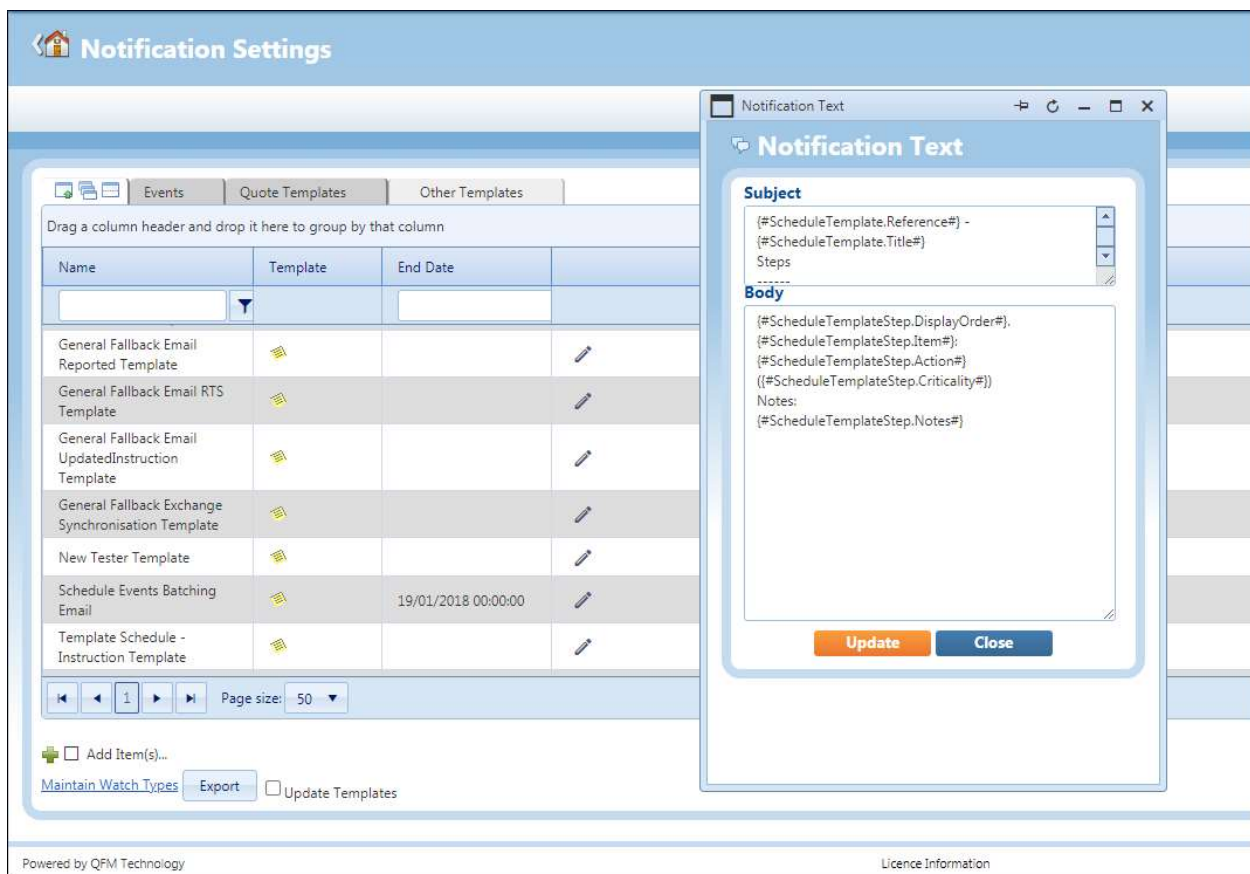 Notification Settings
Events Quote Templates Other Templates
Drag a column header and drop it here to group by that column
Name Template End Date
General Fallback Email
Reported Template
General Fallback Email RTS
Template
General Fallback Email
UpdatedInstruction
Template
General Fallback Exchange
Synchronisation Template
New Tester Template
Schedule Events Batching
Email
19/01/2018 00:00:00
Template Schedule -
Instruction Template
1 Page size: 50
Add Item(s)...
Maintain Watch Types Export Update Templates
Notification Text
Notification Text
Subject
{#ScheduleTemplate.Reference#} -
{#ScheduleTemplate.Title#}
Steps
------
Body
{#ScheduleTemplateStep.DisplayOrder#}.
{#ScheduleTemplateStep.Item#}:
{#ScheduleTemplateStep.Action#}
({#ScheduleTemplateStep.Criticality#})
Notes:
{#ScheduleTemplateStep.Notes#}
Update Close
Powered by QFM Technology Licence Information